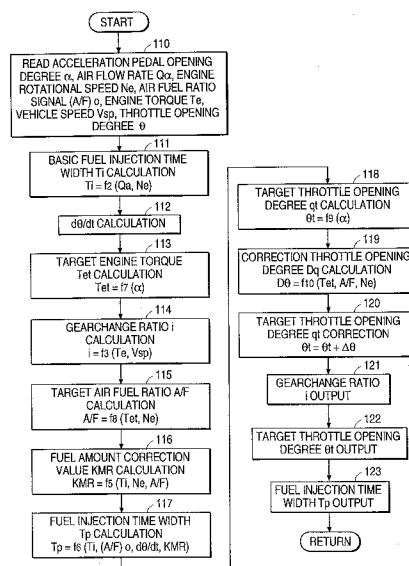 START
110
READ ACCELERATION PEDAL OPENING
DEGREE α, AIR FLOW RATE Qα, ENGINE
ROTATIONAL SPEED Ne, AIR FUEL RATIO
SIGNAL (A/F) o, ENGINE TORQUE Te,
VEHICLE SPEED Vsp, THROTTLE OPENING
DEGREE θ
111
BASIC FUEL INJECTION TIME
WIDTH Ti CALCULATION
Ti = f2 (Qa, Ne)
112
dθ/dt CALCULATION
113
TARGET ENGINE TORQUE
Tet CALCULATION
Tet = f7 (α)
114
GEARCHANGE RATIO i
CALCULATION
i = f3 (Te, Vsp)
115
TARGET AIR FUEL RATIO A/F
CALCULATION
A/F = f8 (Tet, Ne)
116
FUEL AMOUNT CORRECTION
VALUE KMR CALCULATION
KMR = f5 (Ti, Ne, A/F)
117
FUEL INJECTION TIME WIDTH
Tp CALCULATION
Tp = f6 (Ti, (A/F) o, dθ/dt, KMR)
118
TARGET THROTTLE OPENING
DEGREE qt CALCULATION
θt = f9 (α)
119
CORRECTION THROTTLE OPENING
DEGREE Dq CALCULATION
Dθ = f10 (Tet, A/F, Ne)
120
TARGET THROTTLE OPENING
DEGREE qt CORRECTION
θt = θt + Δθ
121
GEARCHANGE RATIO
i OUTPUT
122
TARGET THROTTLE OPENING
DEGREE θt OUTPUT
123
FUEL INJECTION TIME
WIDTH Tp OUTPUT
RETURN